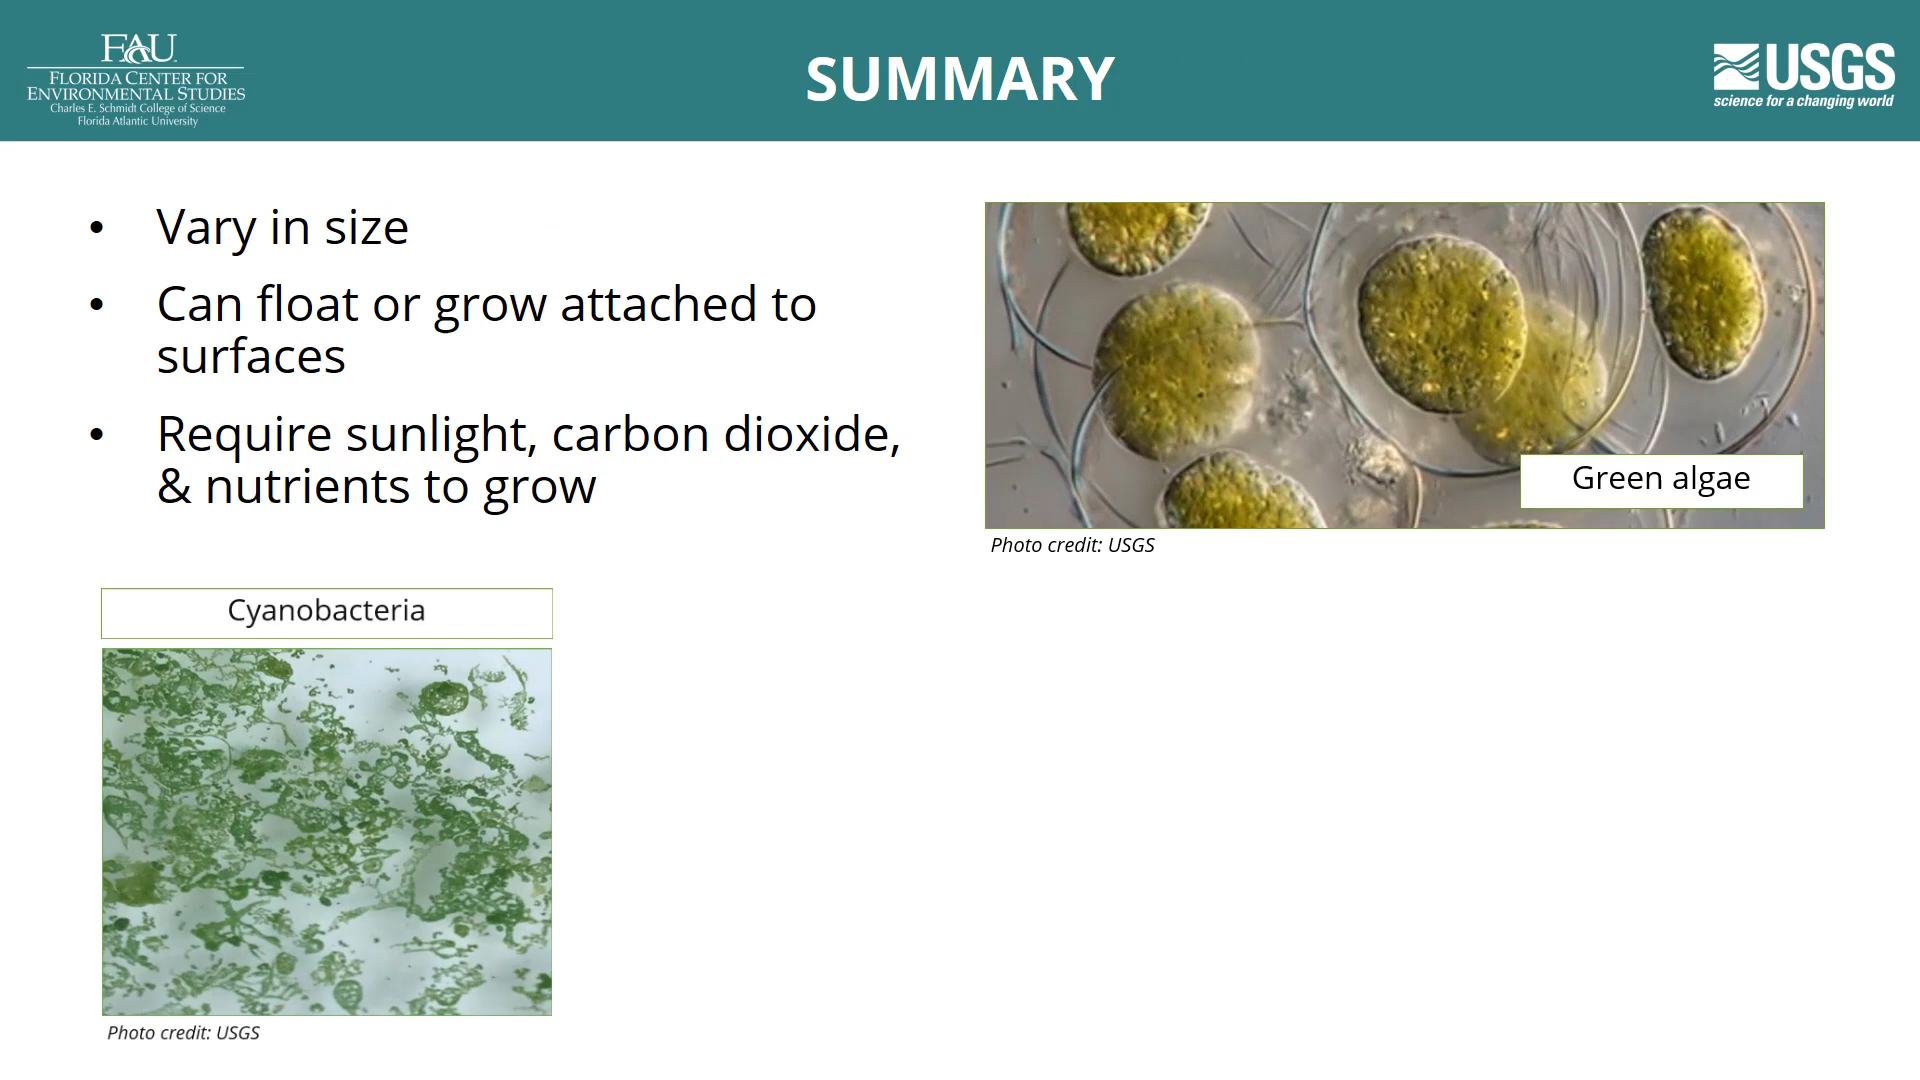 FAU
FLORIDA CENTER FOR
ENVIRONMENTAL STUDIES
Charles E. Schmidt College of Science
Florida Atlantic University
SUMMARY
USGS
science for a changing world
• Vary in size
• Can float or grow attached to
surfaces
• Require sunlight, carbon dioxide,
& nutrients to grow
Green algae
Photo credit: USGS
Cyanobacteria
Photo credit: USGS